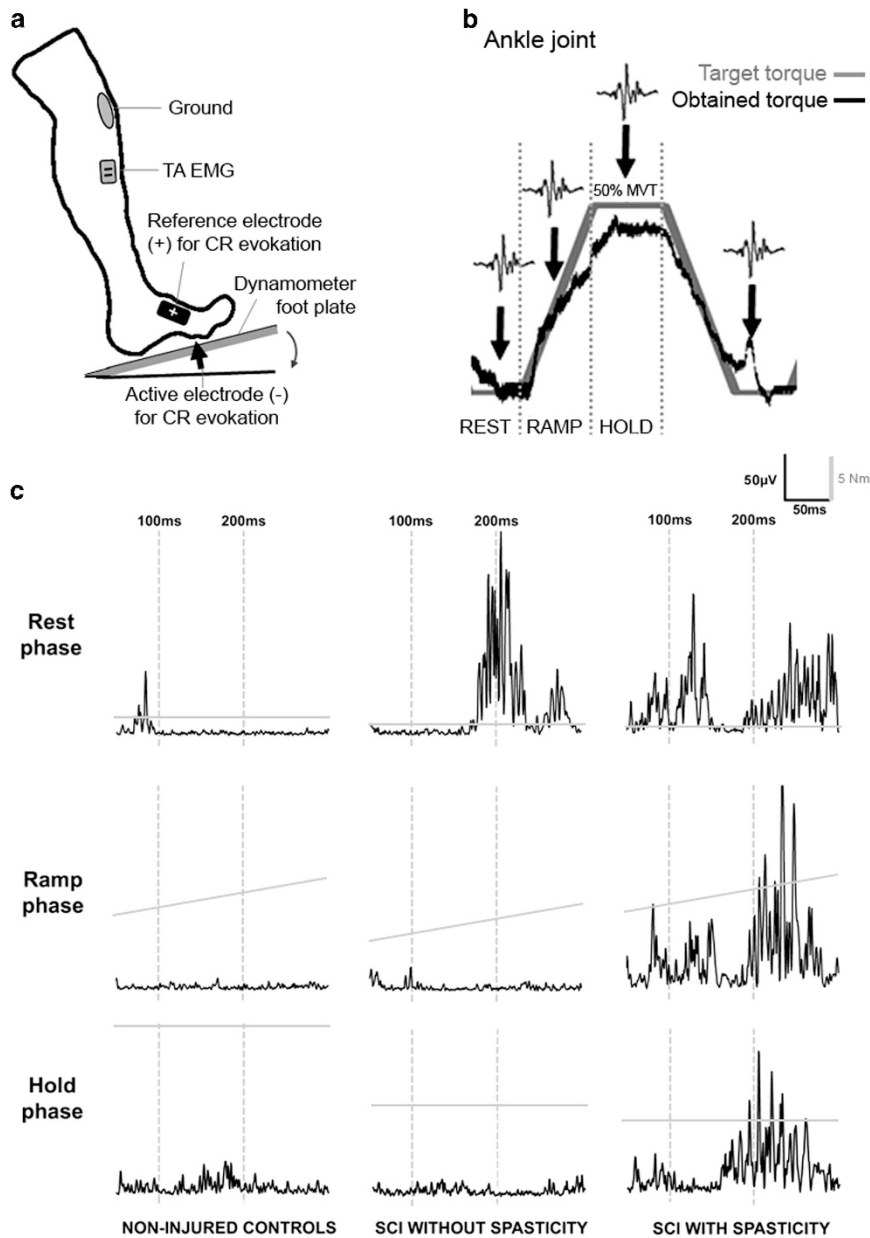 a
Ground
TA EMG
Reference electrode
(+) for CR evokation
Dynamometer
foot plate
+
Active electrode (-)
for CR evokation
b
Ankle joint
Target torque
Obtained torque
50% MVT
REST
RAMP
HOLD
c
50µV
5 Nm
50ms
100ms
200ms
100ms
200ms
100ms
200ms
Rest
phase
Ramp
phase
Hold
phase
NON-INJURED CONTROLS
SCI WITHOUT SPASTICITY
SCI WITH SPASTICITY